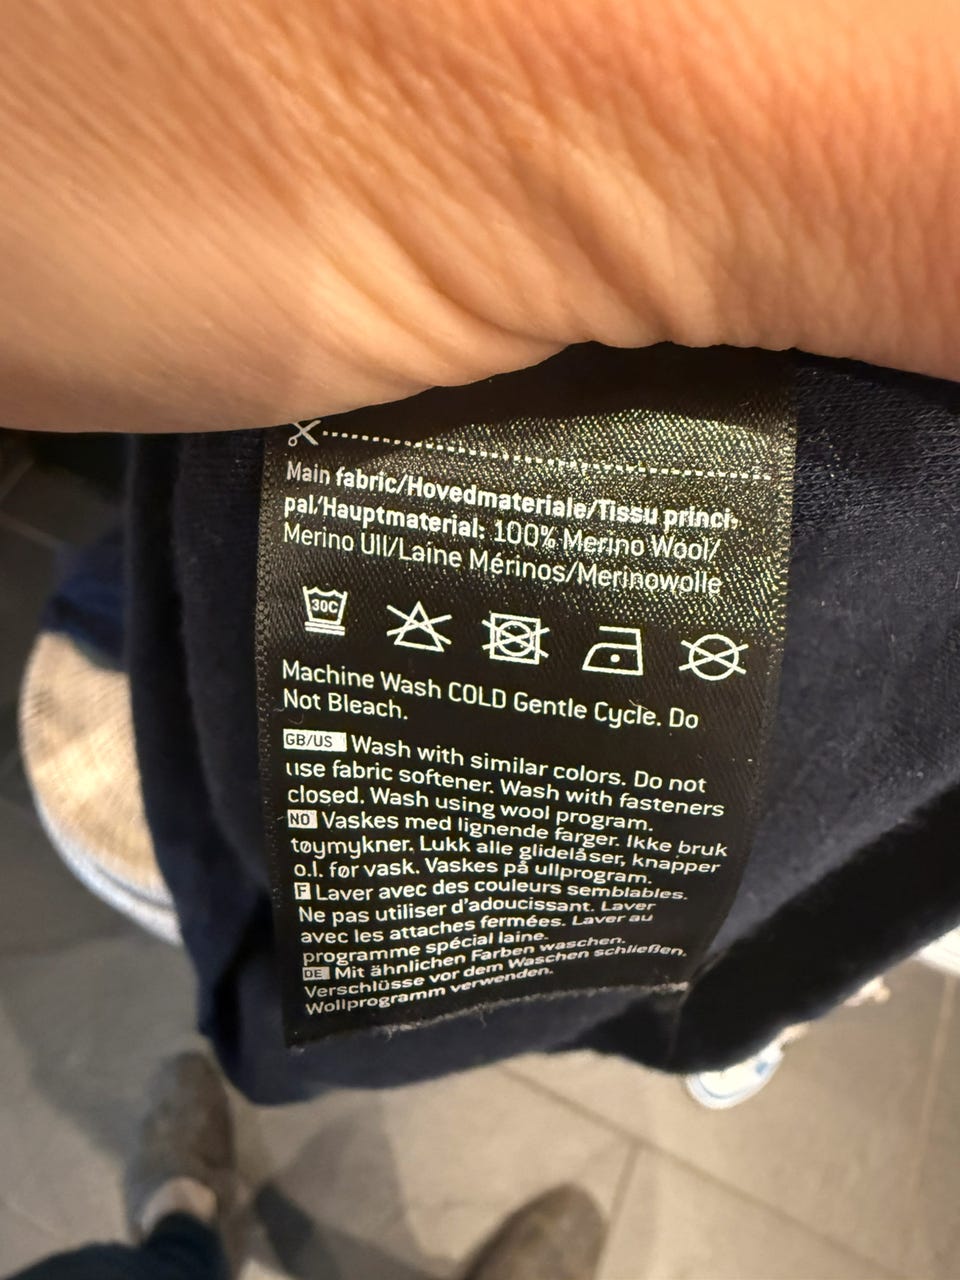 Main fabric/Hovedmateriale/Tissu princi-
pal/Hauptmaterial: 100% Merino Wool/
Merino Ull/Laine Mérinos/Merinowolle
30C
Machine Wash COLD Gentle Cycle. Do
Not Bleach.
GB/US Wash with similar colors. Do not
use fabric softener. Wash with fasteners
closed. Wash using wool program.
NO Vaskes med lignende farger. Ikke bruk
tøymykner. Lukk alle glidelåser, knapper
o.l. før vask. Vaskes på ullprogram.
F Laver avec des couleurs semblables.
Ne pas utiliser d'adoucissant. Laver
avec les attaches fermées. Laver au
programme spécial laine.
DE Mit ähnlichen Farben waschen.
Verschlüsse vor dem Waschen schließen.
Wollprogramm verwenden.